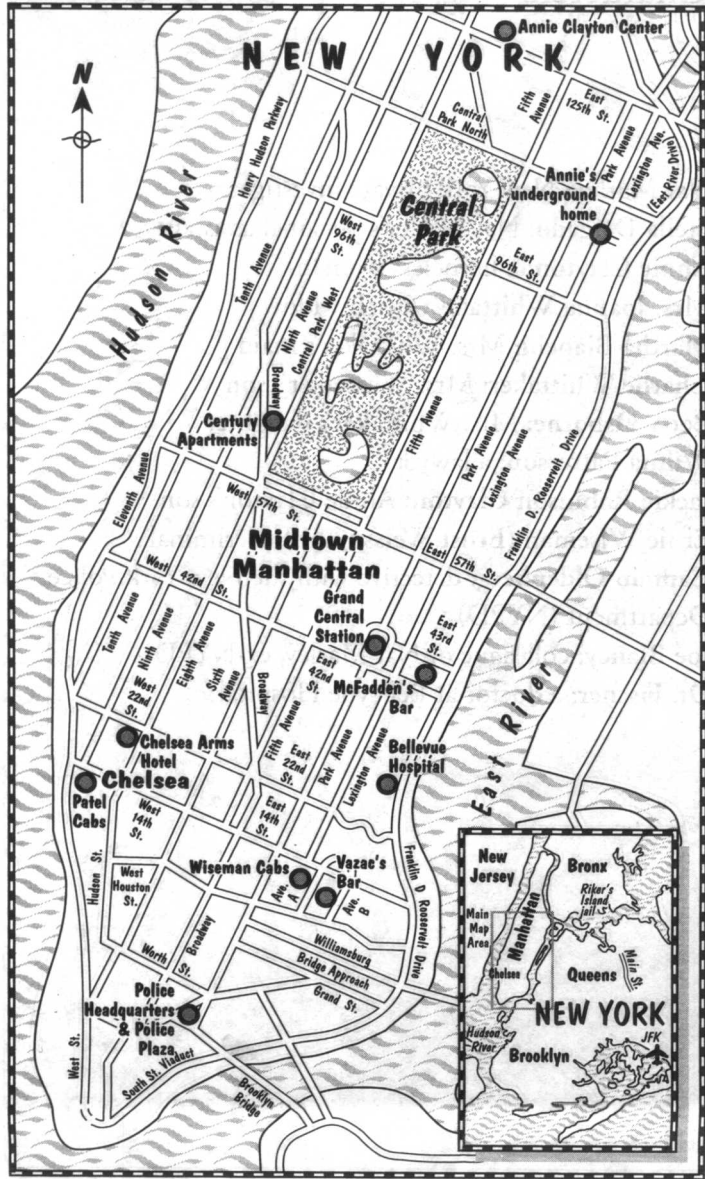 Annie Clayton Center
NEW YORK
N
Henry Hudson Parkway
Central
Park North
Fifth
Avenue
East
125th St.
Park Avenue
Lexington Ave.
(East River Drive)
Annie's
underground
home
Hudson River
Central
Park
West
96th
St.
East
96th St.
Tenth Avenue
Ninth Avenue
Central Park West
Broadway
Century
Apartments
Fifth Avenue
Park Avenue
Lexington Avenue
Franklin D. Roosevelt Drive
Eleventh Avenue
West 57th St.
East 57th St.
Midtown
Manhattan
West 42nd St.
Grand
Central
Station
East
43rd
St.
Tenth Avenue
Ninth Avenue
Eighth Avenue
Sixth
Avenue
Broadway
East
42nd
St.
McFadden's
Bar
West
22nd
St.
Fifth Avenue
East
22nd
St.
Park Avenue
Lexington Avenue
Bellevue
Hospital
East River
Chelsea Arms
Hotel
Chelsea
Patel
Cabs
West
14th
St.
East
14th
St.
Hudson St.
West
Houston
St.
Wiseman Cabs
Vazac's
Bar
Ave.
A
Ave.
B
Franklin D Roosevelt Drive
Worth
St.
Broadway
Williamsburg
Bridge Approach
Grand St.
Police
Headquarters
& Police
Plaza
West St.
South St. Viaduct
Brooklyn
Bridge
New
Jersey
Bronx
Riker's
Island
jail
Main
Map
Area
Manhattan
Chelsea
Queens
Main St.
NEW YORK
Hudson
River
JFK
Brooklyn